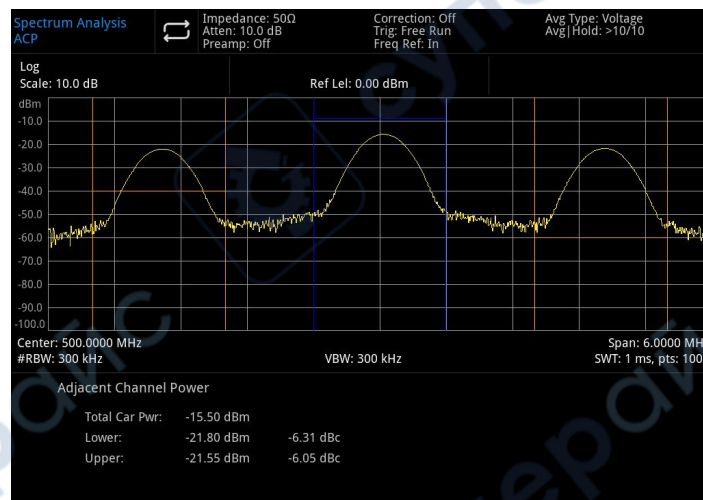 Spectrum Analysis
ACP
Impedance: 50Ω
Atten: 10.0 dB
Preamp: Off
Correction: Off
Trig: Free Run
Freq Ref: In
Avg Type: Voltage
Avg|Hold: >10/10
Log
Scale: 10.0 dB
Ref Lel: 0.00 dBm
dBm
-10.0
-20.0
-30.0
-40.0
-50.0
-60.0
-70.0
-80.0
-90.0
-100.0
Center: 500.0000 MHz
Span: 6.0000 MH
#RBW: 300 kHz
VBW: 300 kHz
SWT: 1 ms, pts: 100
Adjacent Channel Power
Total Car Pwr: -15.50 dBm
Lower: -21.80 dBm -6.31 dBc
Upper: -21.55 dBm -6.05 dBc